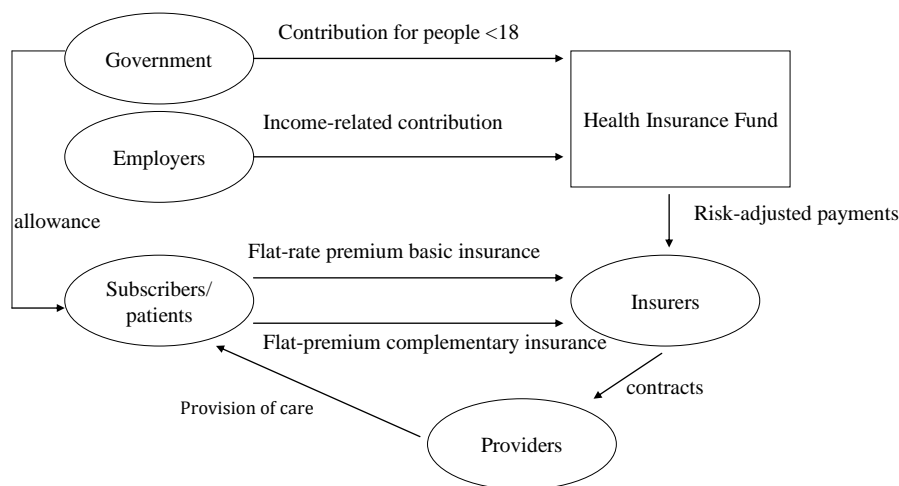 Contribution for people <18
Government
Health Insurance Fund
Income-related contribution
Employers
allowance
Risk-adjusted payments
Flat-rate premium basic insurance
Subscribers/
patients
Insurers
Flat-premium complementary insurance
contracts
Provision of care
Providers